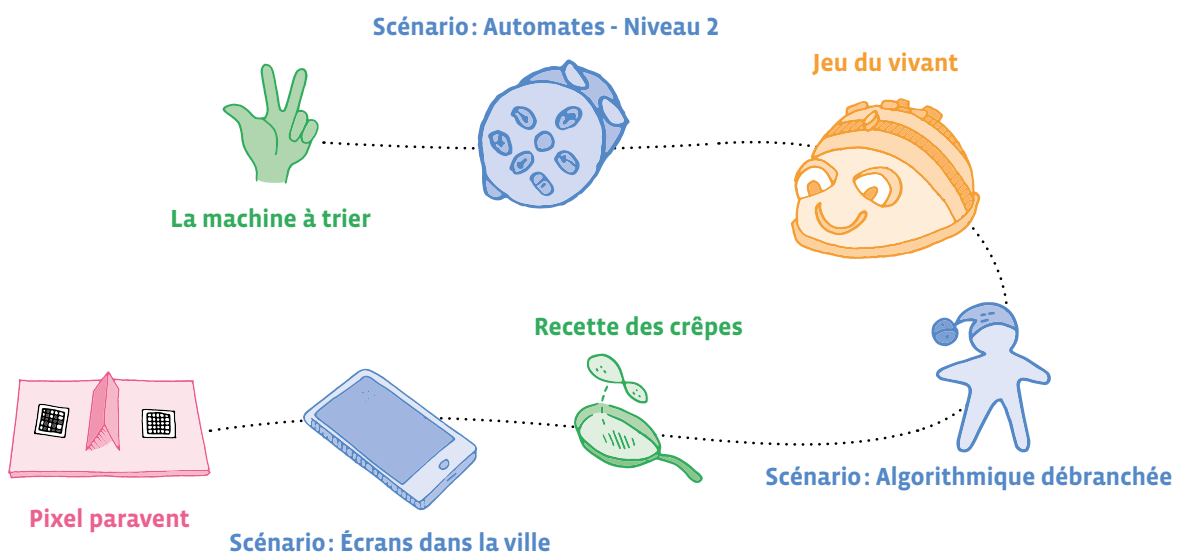 Scénario: Automates - Niveau 2
Jeu du vivant
La machine à trier
Recette des crêpes
Scénario: Algorithmique débranchée
Pixel paravent
Scénario: Écrans dans la ville